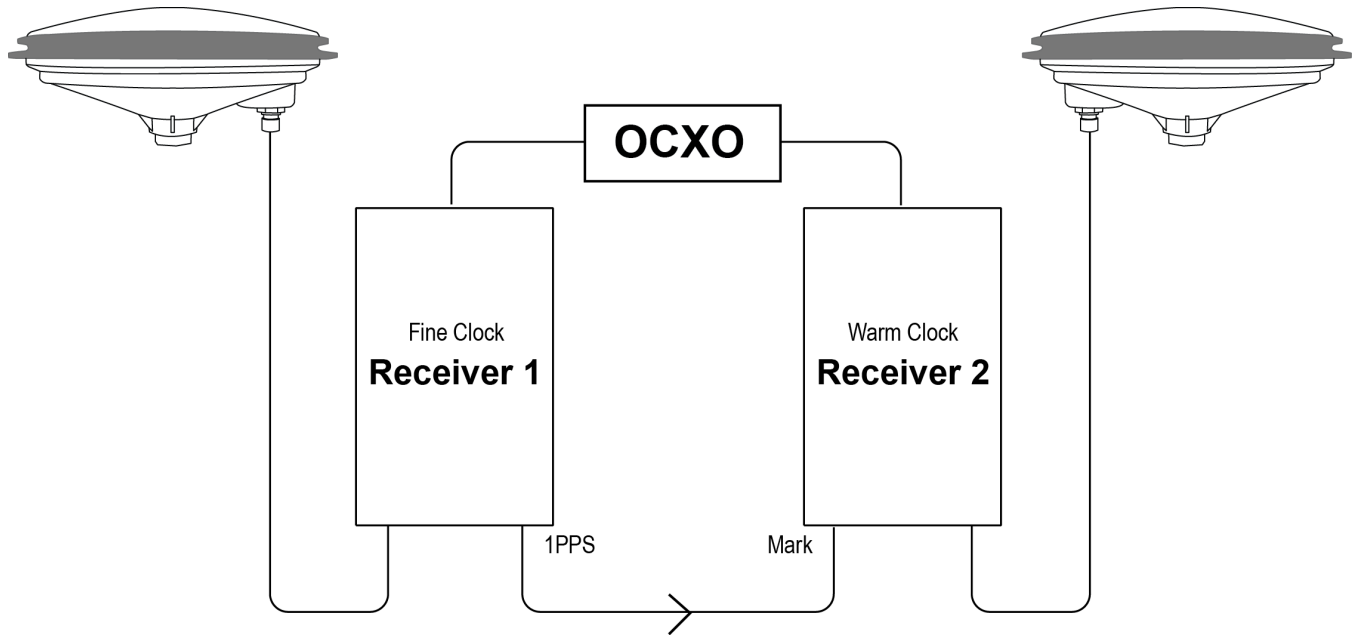 OCXO
Fine Clock
Receiver 1
Warm Clock
Receiver 2
1PPS
Mark